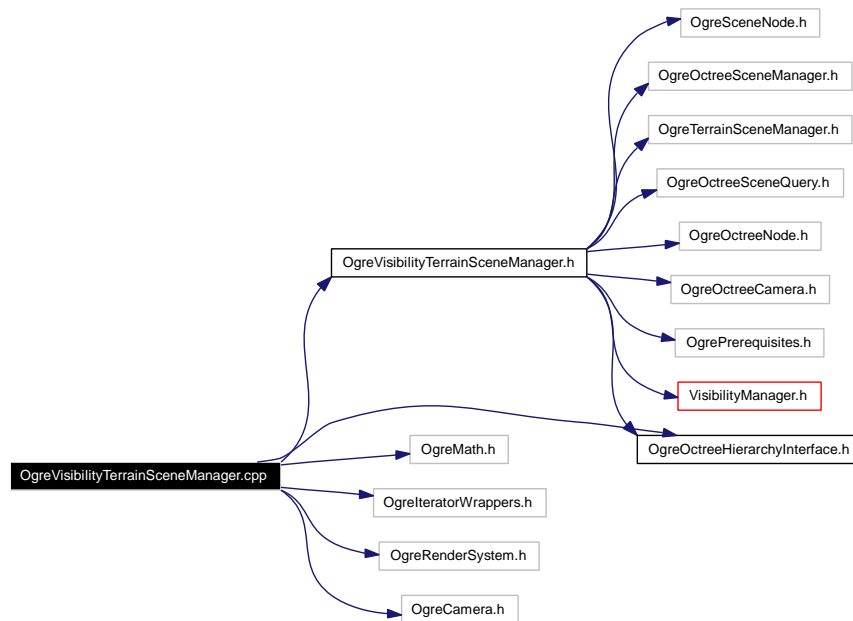 OgreSceneNode.h
OgreOctreeSceneManager.h
OgreTerrainSceneManager.h
OgreOctreeSceneQuery.h
OgreOctreeNode.h
OgreVisibilityTerrainSceneManager.h
OgreOctreeCamera.h
OgrePrerequisites.h
VisibilityManager.h
OgreMath.h
OgreOctreeHierarchyInterface.h
OgreVisibilityTerrainSceneManager.cpp
OgreIteratorWrappers.h
OgreRenderSystem.h
OgreCamera.h